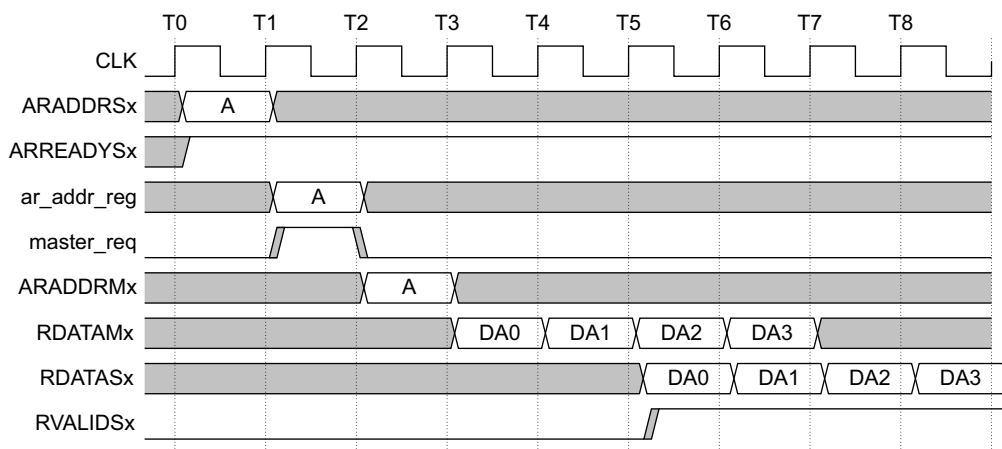 T0 T1 T2 T3 T4 T5 T6 T7 T8
CLK
ARADDRSx A
ARREADYSx
ar_addr_reg A
master_req
ARADDRMx A
RDATAMx DA0 DA1 DA2 DA3
RDATASx DA0 DA1 DA2 DA3
RVALIDSx